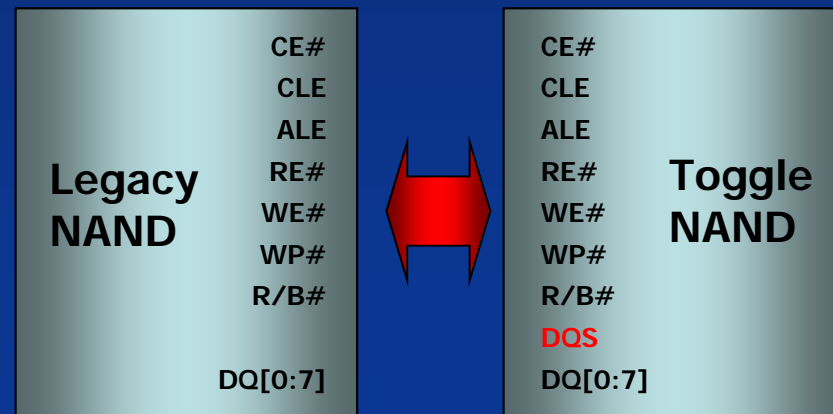 Legacy
NAND
CE#
CLE
ALE
RE#
WE#
WP#
R/B#
DQ[0:7]
CE#
CLE
ALE
RE#
WE#
WP#
R/B#
DQS
DQ[0:7]
Toggle
NAND